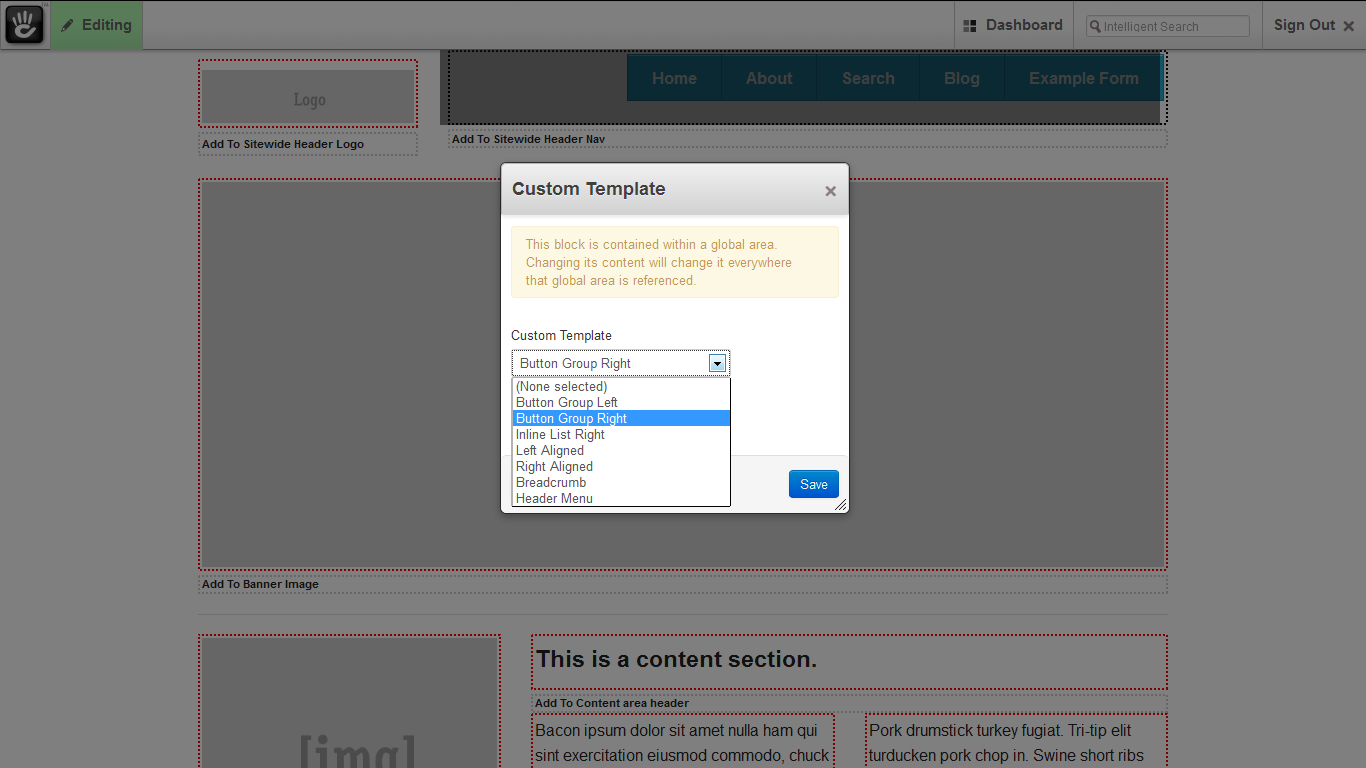 Editing
Dashboard
Intelligent Search
Sign Out
Home
About
Search
Blog
Example Form
Logo
Add To Sitewide Header Logo
Add To Sitewide Header Nav
Custom Template
This block is contained within a global area.
Changing its content will change it everywhere
that global area is referenced.
Custom Template
Button Group Right
(None selected)
Button Group Left
Button Group Right
Inline List Right
Left Aligned
Right Aligned
Breadcrumb
Header Menu
Save
Add To Banner Image
[img]
This is a content section.
Add To Content area header
Bacon ipsum dolor sit amet nulla ham qui
sint exercitation eiusmod commodo, chuck
Pork drumstick turkey fugiat. Tri-tip elit
turducken pork chop in. Swine short ribs